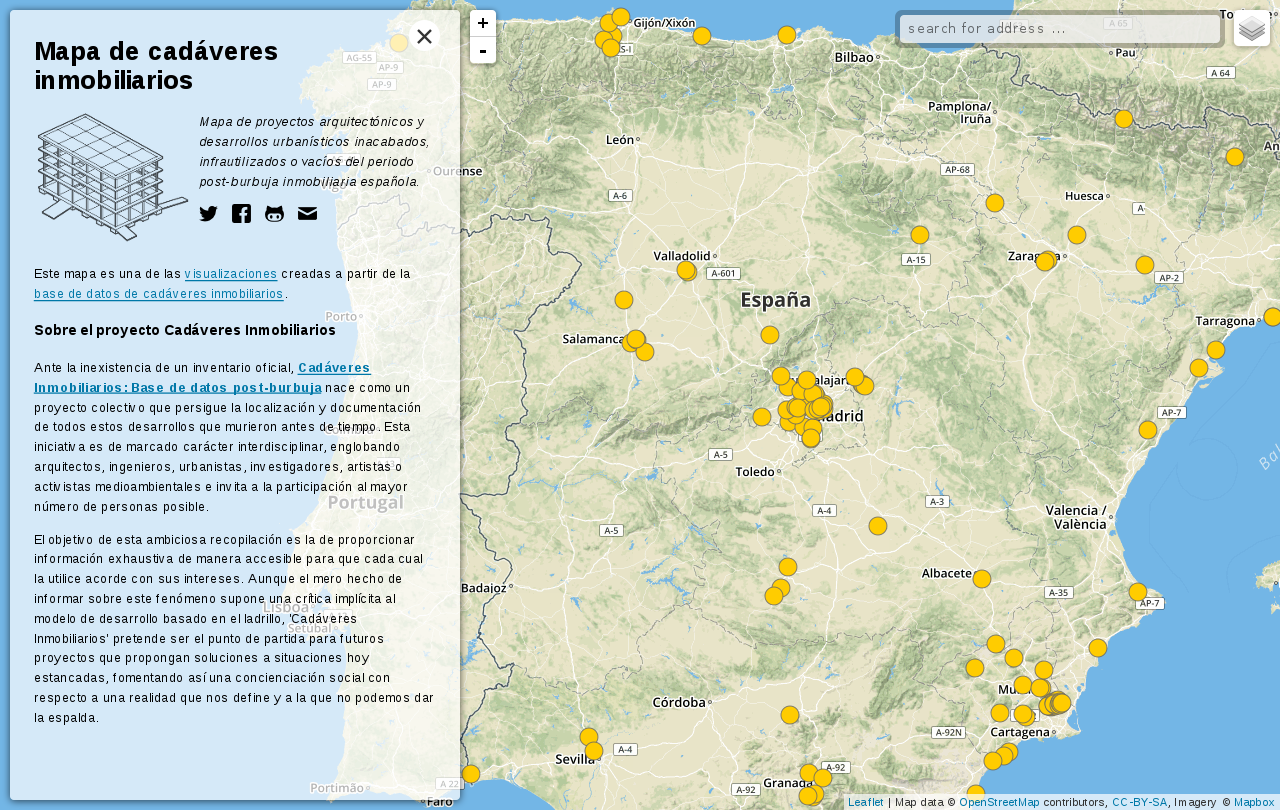 Mapa de cadáveres
inmobiliarios
Mapa de proyectos arquitectónicos y
desarrollos urbanísticos inacabados,
infrautilizados o vacíos del periodo
post-burbuja inmobiliaria española.
Este mapa es una de las visualizaciones creadas a partir de la
base de datos de cadáveres inmobiliarios.
Sobre el proyecto Cadáveres Inmobiliarios
Ante la inexistencia de un inventario oficial, Cadáveres
Inmobiliarios: Base de datos post-burbuja nace como un
proyecto colectivo que persigue la localización y documentación
de todos estos desarrollos que murieron antes de tiempo. Esta
iniciativa es de marcado carácter interdisciplinar, englobando
arquitectos, ingenieros, urbanistas, investigadores, artistas o
activistas medioambientales e invita a la participación al mayor
número de personas posible.
El objetivo de esta ambiciosa recopilación es la de proporcionar
información exhaustiva de manera accesible para que cada cual
la utilice acorde con sus intereses. Aunque el mero hecho de
informar sobre este fenómeno supone una crítica implícita al
modelo de desarrollo basado en el ladrillo, 'Cadáveres
Inmobiliarios' pretende ser el punto de partida para futuros
proyectos que propongan soluciones a situaciones hoy
estancadas, fomentando así una concienciación social con
respecto a una realidad que nos define y a la que no podemos dar
la espalda.
+
-
search for address ...
AG-55
AP-9
AP-9
Ourense
Porto
Portugal
Lisboa
Setúbal
Portimão
A 22
Faro
Gijón/Xixón
S-I
Bilbao
A 65
Pau
A 64
Pamplona/
Iruña
León
AP-68
A-6
Huesca
A-
Valladolid
A-601
A-15
AP-2
España
Tarragona
Salamanca
AP-7
A-5
Toledo
A-4
A-3
Valencia /
València
A-5
Albacete
Badajoz
A-35
AP-7
Córdoba
A-92N
Cartagena
Sevilla
A-4
A-92
A-92
Granada
Leaflet | Map data © OpenStreetMap contributors, CC-BY-SA, Imagery © Mapbox